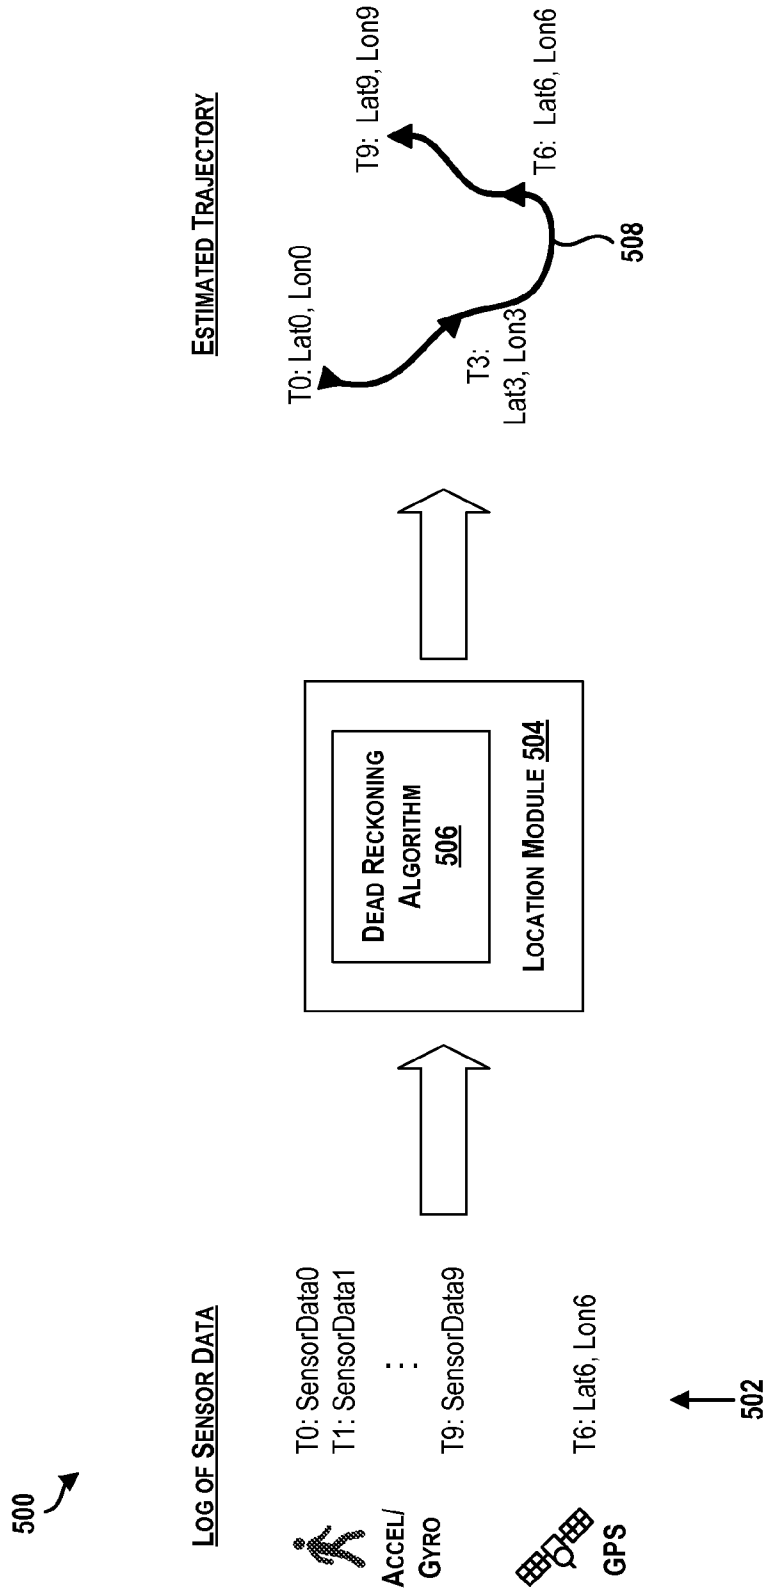 500
LOG OF SENSOR DATA
ACCEL/
GYRO
T0: SensorData0
T1: SensorData1
...
T9: SensorData9
GPS
T6: Lat6, Lon6
502
DEAD RECKONING
ALGORITHM
506
LOCATION MODULE 504
ESTIMATED TRAJECTORY
T0: Lat0, Lon0
T3:
Lat3, Lon3
T9: Lat9, Lon9
T6: Lat6, Lon6
508